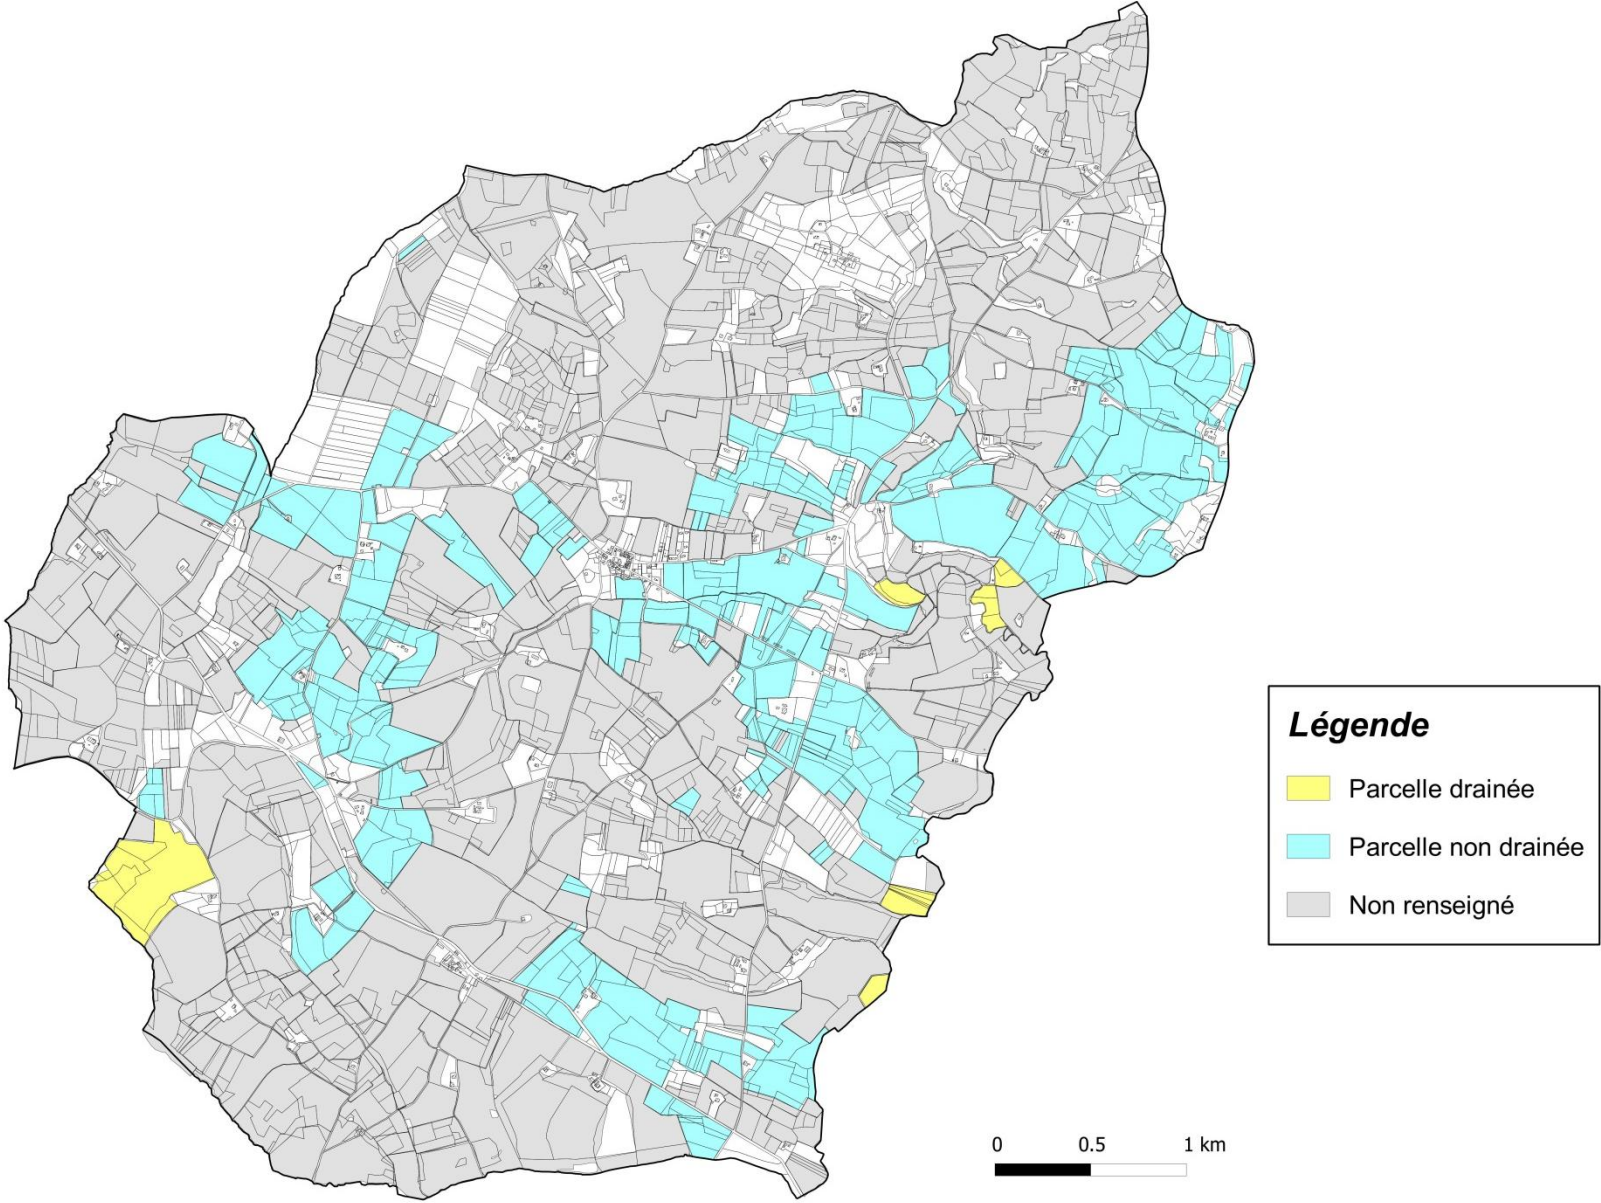 Légende
Parcelle drainée
Parcelle non drainée
Non renseigné
0 0.5 1 km